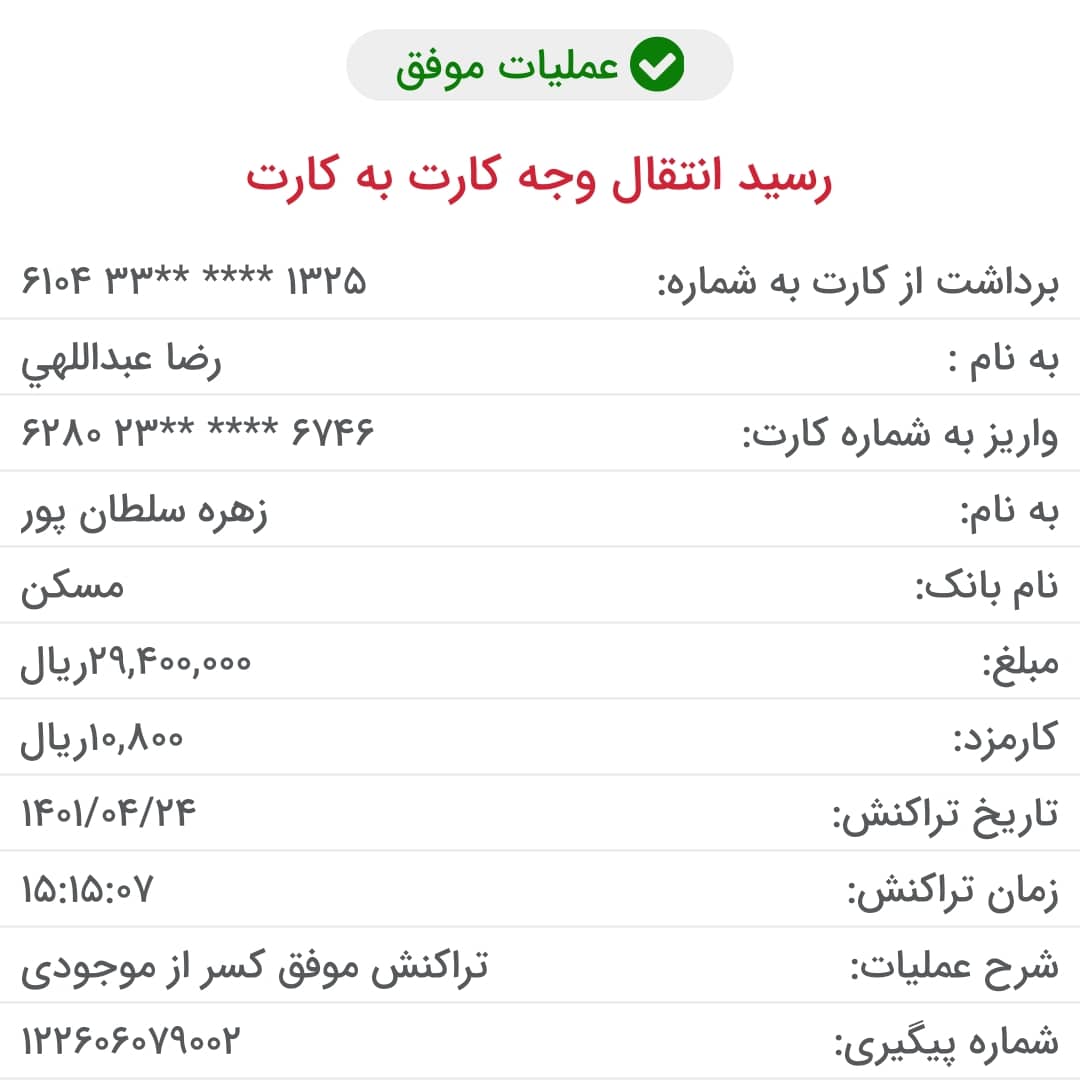 عملیات موفق
رسید انتقال وجه کارت به کارت
برداشت از کارت به شماره: ۶۱۰۴ ۳۳** **** ۱۳۲۵
به نام : رضا عبداللهي
واریز به شماره کارت: ۶۲۸۰ ۲۳** **** ۶۷۴۶
به نام: زهره سلطان پور
نام بانک: مسکن
مبلغ: ۲۹,۴۰۰,۰۰۰ریال
کارمزد: ۱۰,۸۰۰ریال
تاریخ تراکنش: ۱۴۰۱/۰۴/۲۴
زمان تراکنش: ۱۵:۱۵:۰۷
شرح عملیات: تراکنش موفق کسر از موجودی
شماره پیگیری: ۱۲۲۶۰۶۰۷۹۰۰۲